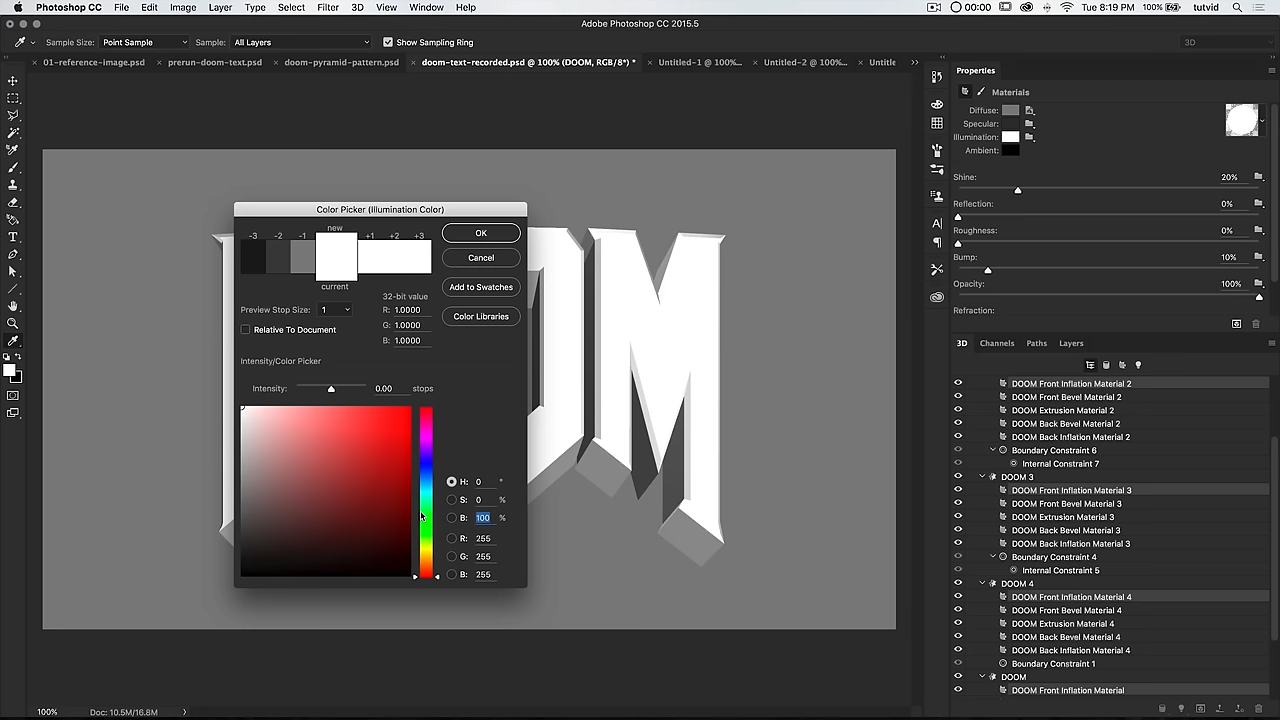 Photoshop CC File Edit Image Layer Type Select Filter 3D View Window Help 00:00 Tue 8:19 PM 100% tutvid
Adobe Photoshop CC 2015.5
Sample Size: Point Sample Sample: All Layers Show Sampling Ring 3D
01-reference-image.psd prerun-doom-text.psd doom-pyramid-pattern.psd doom-text-recorded.psd @ 100% (DOOM, RGB/8*) * Untitled-1 @ 100%... Untitled-2 @ 100%... Untitle
Properties
Materials
Diffuse:
Specular:
Illumination:
Ambient:
Shine: 20%
Reflection: 0%
Roughness: 0%
Bump: 10%
Opacity: 100%
Refraction:
Color Picker (Illumination Color)
new
-3 -2 -1 +1 +2 +3
current
OK
Cancel
Add to Swatches
Color Libraries
32-bit value
Preview Stop Size: 1 R: 1.0000
Relative To Document G: 1.0000
B: 1.0000
Intensity/Color Picker
Intensity: 0.00 stops
H: 0 °
S: 0 %
B: 100 %
R: 255
G: 255
B: 255
OM
3D Channels Paths Layers
DOOM Front Inflation Material 2
DOOM Front Bevel Material 2
DOOM Extrusion Material 2
DOOM Back Bevel Material 2
DOOM Back Inflation Material 2
Boundary Constraint 6
Internal Constraint 7
DOOM 3
DOOM Front Inflation Material 3
DOOM Front Bevel Material 3
DOOM Extrusion Material 3
DOOM Back Bevel Material 3
DOOM Back Inflation Material 3
Boundary Constraint 4
Internal Constraint 5
DOOM 4
DOOM Front Inflation Material 4
DOOM Front Bevel Material 4
DOOM Extrusion Material 4
DOOM Back Bevel Material 4
DOOM Back Inflation Material 4
Boundary Constraint 1
DOOM
DOOM Front Inflation Material
100% Doc: 10.5M/16.8M